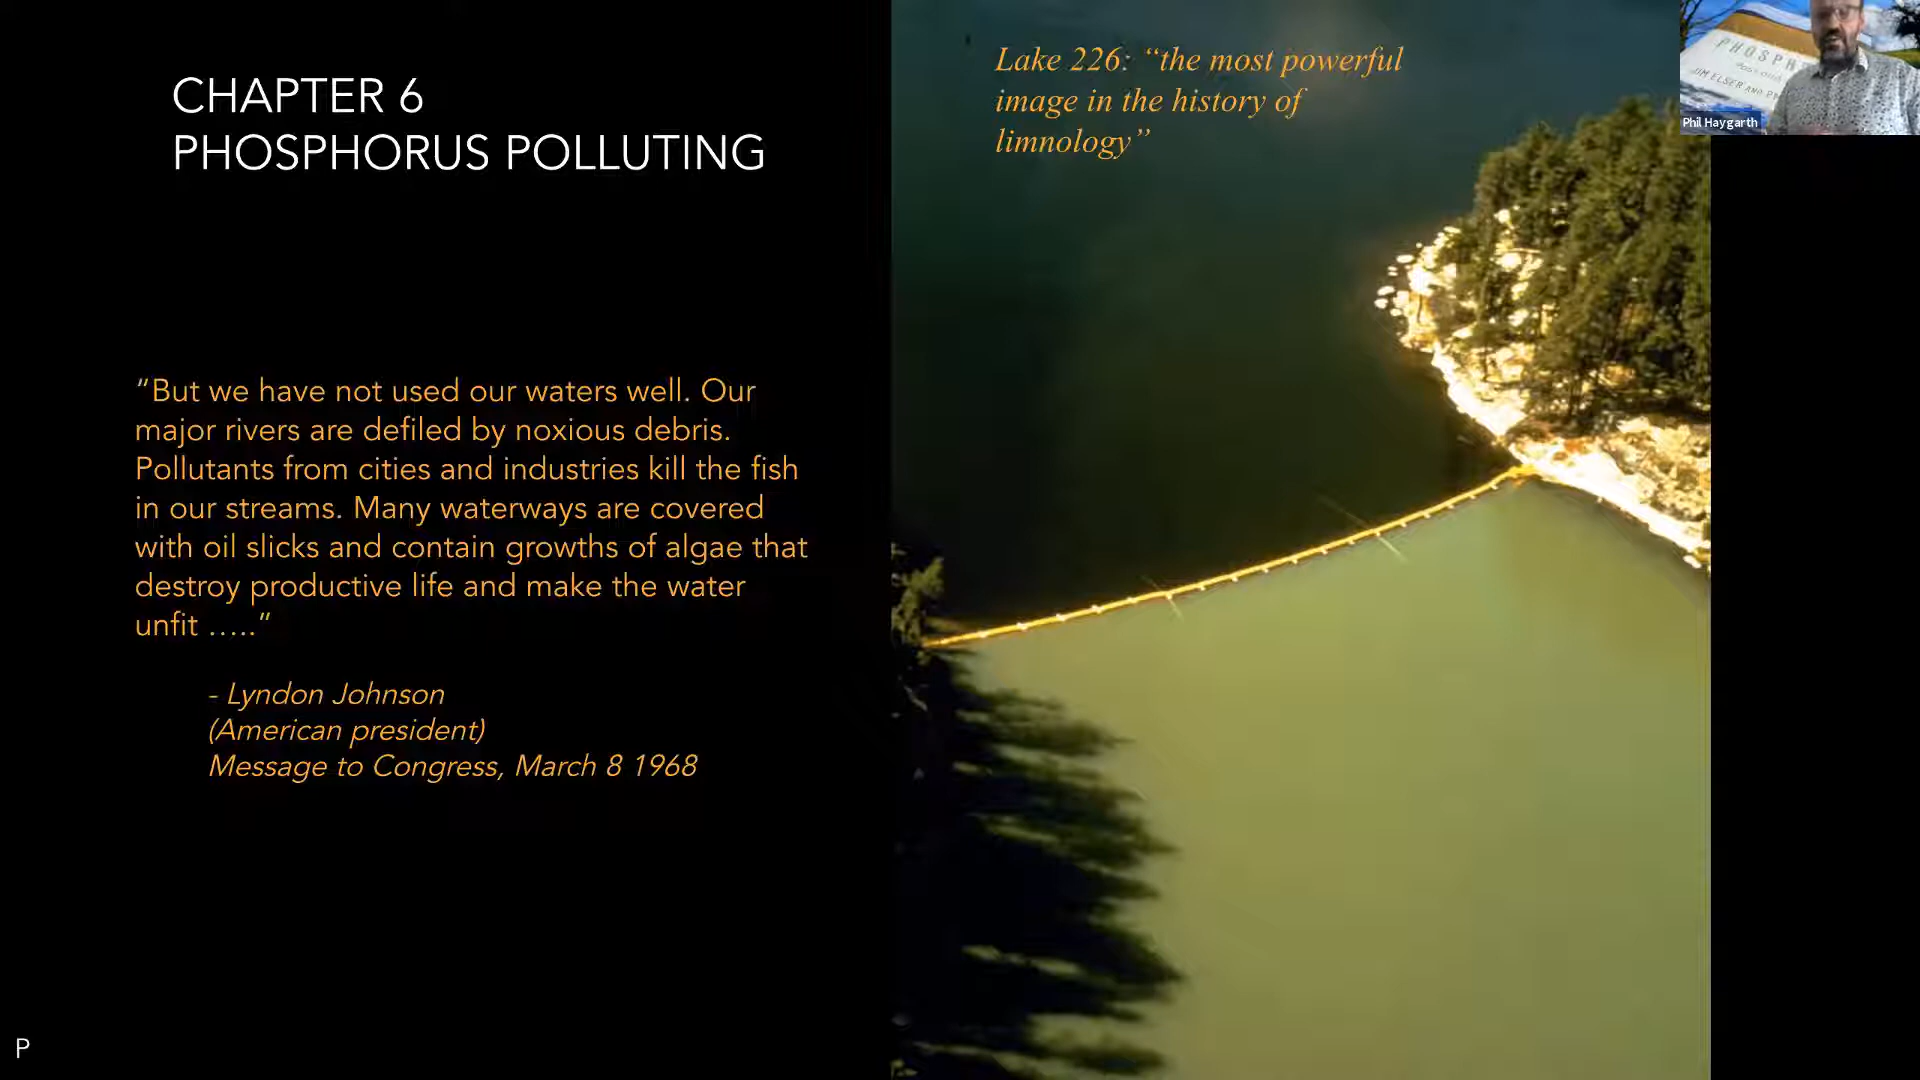 CHAPTER 6
PHOSPHORUS POLLUTING
“But we have not used our waters well. Our
major rivers are defiled by noxious debris.
Pollutants from cities and industries kill the fish
in our streams. Many waterways are covered
with oil slicks and contain growths of algae that
destroy productive life and make the water
unfit …..”
- Lyndon Johnson
(American president)
Message to Congress, March 8 1968
P
Lake 226: “the most powerful
image in the history of
limnology”
Phil Haygarth